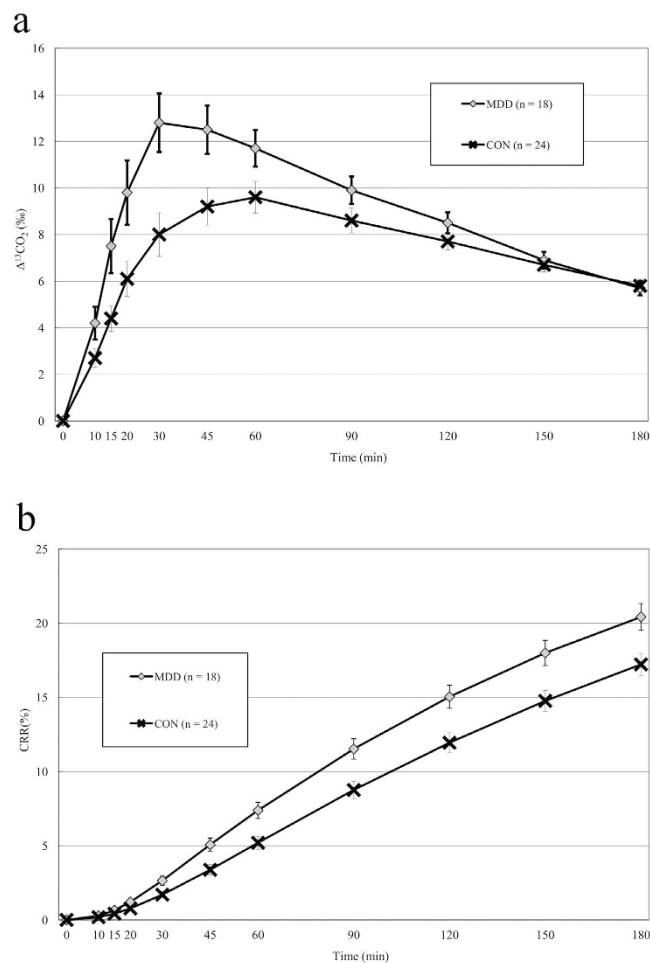 a
16
14
12
10
8
6
4
2
0
Δ¹³CO₂ (‰)
MDD (n = 18)
CON (n = 24)
0 10 15 20 30 45 60 90 120 150 180
Time (min)
b
25
20
15
10
5
0
CRR(%)
MDD (n = 18)
CON (n = 24)
0 10 15 20 30 45 60 90 120 150 180
Time (min)